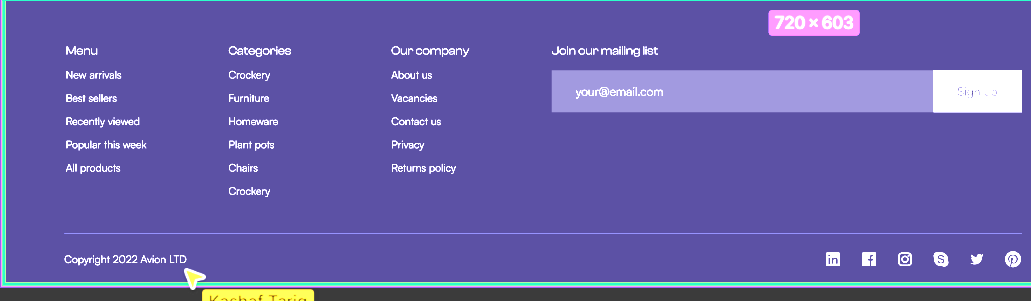 720 × 603
Menu
New arrivals
Best sellers
Recently viewed
Popular this week
All products
Categories
Crockery
Furniture
Homeware
Plant pots
Chairs
Crockery
Our company
About us
Vacancies
Contact us
Privacy
Returns policy
Join our mailing list
your@email.com
Sign up
Copyright 2022 Avion LTD
Kashaf Tariq